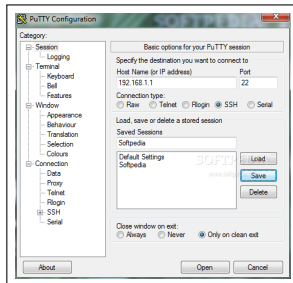 PuTTY Configuration
Category:
Session
Logging
Terminal
Keyboard
Bell
Features
Window
Appearance
Behaviour
Translation
Selection
Colours
Connection
Data
Proxy
Telnet
Rlogin
SSH
Serial
Basic options for your PuTTY session
Specify the destination you want to connect to
Host Name (or IP address)
Port
192.168.1.1
22
Connection type:
Raw Telnet Rlogin SSH Serial
Load, save or delete a stored session
Saved Sessions
Softpedia
Default Settings
Softpedia
Load
Save
Delete
Close window on exit:
Always Never Only on clean exit
About
Open
Cancel